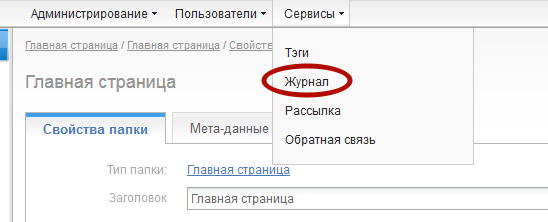 Администрирование Пользователи Сервисы
Главная страница / Главная страница / Свойств
Тэги
Главная страница
Журнал
Рассылка
Свойства папки Мета-данные
Обратная связь
Тип папки: Главная страница
Заголовок Главная страница